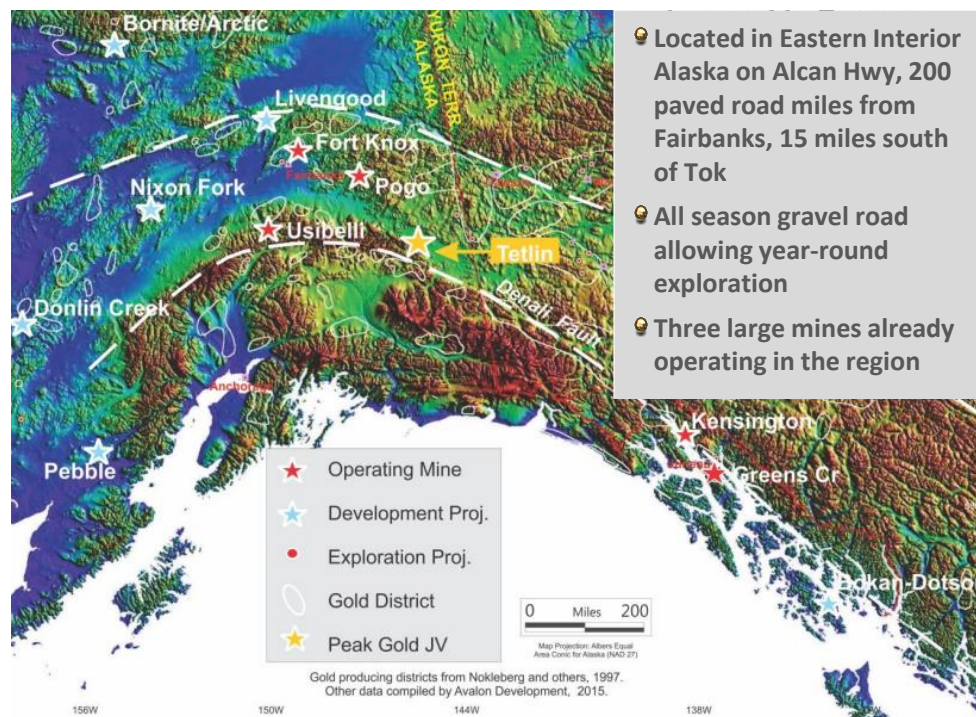 Bornite/Arctic
YUKON TERR
ALASKA
Livengood
Fort Knox
Pogo
Nixon Fork
Usibelli
Tetlin
Donlin Creek
Denali Fault
Anchorage
Pebble
Kensington
Greens Cr
Bokan-Dotso
Located in Eastern Interior
Alaska on Alcan Hwy, 200
paved road miles from
Fairbanks, 15 miles south
of Tok
All season gravel road
allowing year-round
exploration
Three large mines already
operating in the region
Operating Mine
Development Proj.
Exploration Proj.
Gold District
Peak Gold JV
0 Miles 200
Map Projection: Albers Equal
Area Conic for Alaska (NAD 27)
Gold producing districts from Nokleberg and others, 1997.
Other data compiled by Avalon Development, 2015.
156W 150W 144W 138W